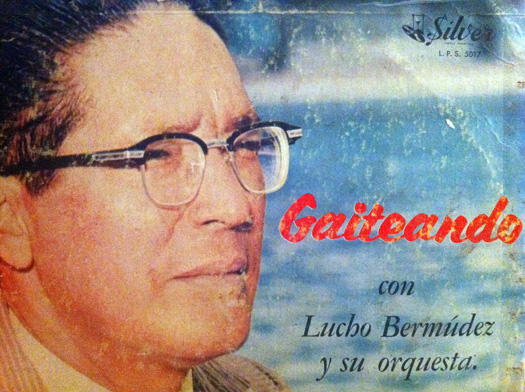 Silver
L. P. S. 5017
Gaiteando
con
Lucho Bermúdez
y su orquesta.